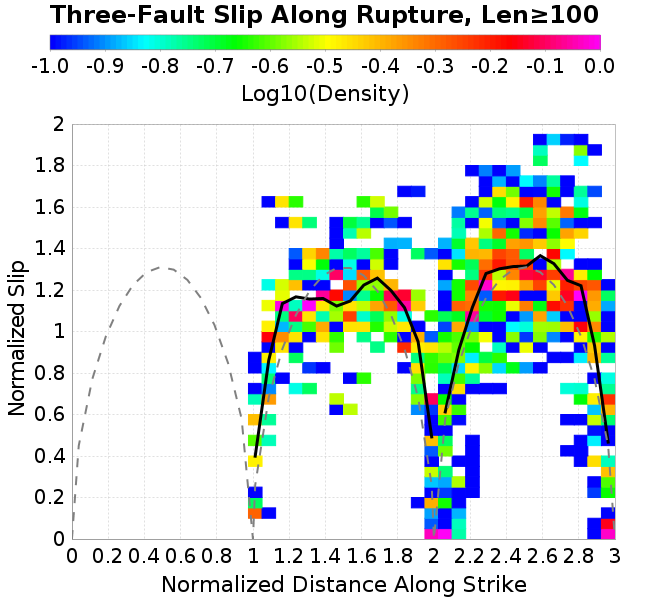 Three-Fault Slip Along Rupture, Len≥100
-1.0 -0.9 -0.8 -0.7 -0.6 -0.5 -0.4 -0.3 -0.2 -0.1 0.0
Log10(Density)
2
1.8
1.6
1.4
1.2
1
0.8
0.6
0.4
0.2
0
Normalized Slip
0 0.2 0.4 0.6 0.8 1 1.2 1.4 1.6 1.8 2 2.2 2.4 2.6 2.8 3
Normalized Distance Along Strike